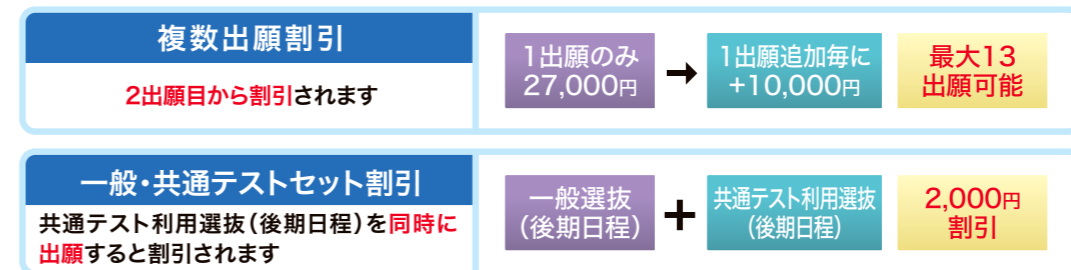 複数出願割引
2出願目から割引されます
1出願のみ
27,000円
→
1出願追加毎に
+10,000円
最大13
出願可能
一般・共通テストセット割引
共通テスト利用選抜(後期日程)を同時に
出願すると割引されます
一般選抜
(後期日程)
+
共通テスト利用選抜
(後期日程)
2,000円
割引